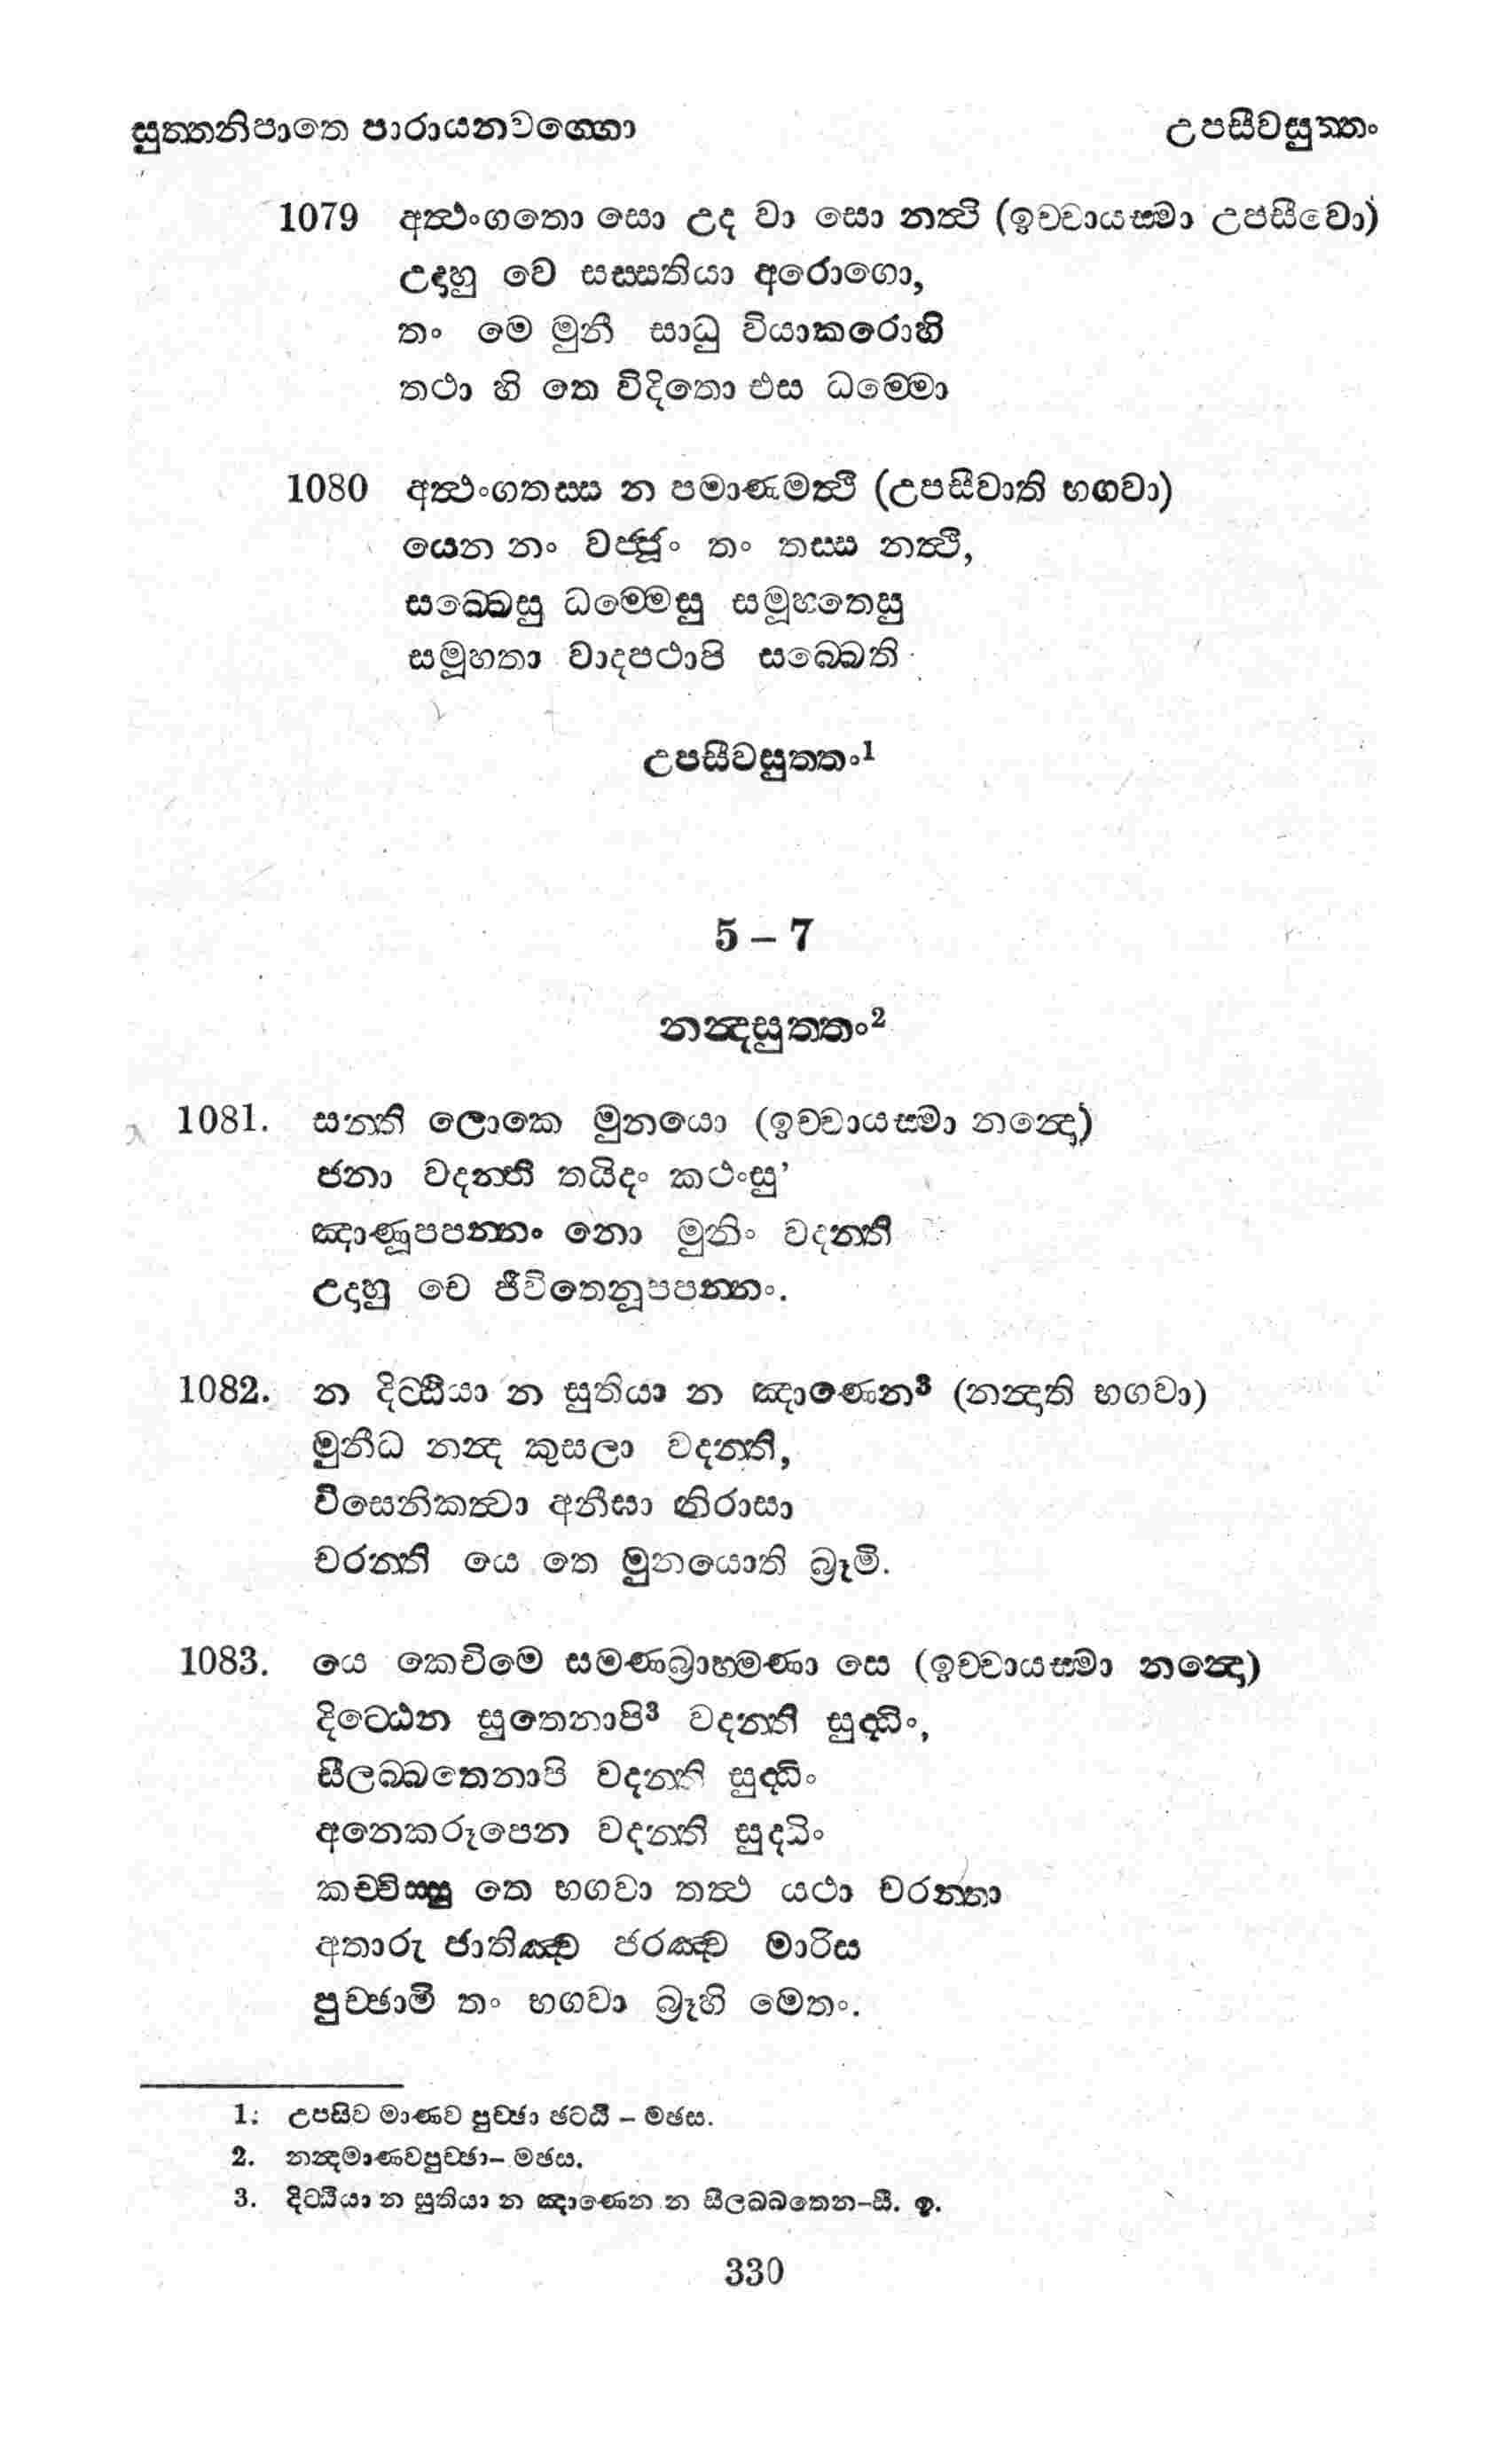 සුත්තනිපාතෙ පාරායනවග්ගො උපසීවසුත්තං
1079 අත්ථංගතො සො උද වා සො නත්ථි (ඉච්චායස්මා උපසීවො)
උදාහු වෙ සස්සතියා අරොගො,
තං මෙ මුනී සාධු වියාකරොහි
තථා හි තෙ විදිතො එස ධම්මො
1080 අත්ථංගතස්ස න පමාණමත්ථි (උපසීවාති භගවා)
යෙන නං වජ්ජූං තං තස්ස නත්ථි,
සබ්බෙසු ධම්මෙසු සමූහතෙසු
සමූහතා වාදපථාපි සබ්බෙති
උපසීවසුත්තං1
5 – 7
නන්දසුත්තං2
1081. සන්ති ලොකෙ මුනයො (ඉච්චායස්මා නන්දො)
ජනා වදන්ති තයිදං කථංසු’
ඤාණූපපන්නං නො මුනිං වදන්ති
උදාහු වෙ ජීවිතෙනූපපන්නං.
1082. න දිට්ඨියා න සුතියා න ඤාණෙන3 (නන්දාති භගවා)
මුනීධ නන්ද කුසලා වදන්ති,
විසෙනිකත්වා අනීඝා නිරාසා
චරන්ති යෙ තෙ මුනයොති බ්‍රූමි.
1083. යෙ කෙචිමෙ සමණබ්‍රාහ්මණා සෙ (ඉච්චායස්මා නන්දො)
දිට්ඨෙන සුතෙනාපි3 වදන්ති සුද්ධිං,
සීලබ්බතෙනාපි වදන්ති සුද්ධිං
අනෙකරූපෙන වදන්ති සුද්ධිං
කච්චිස්සු තෙ භගවා තත්ථ යථා චරන්තා
අතාරු ජාතිඤ්ච ජරඤ්ච මාරිස
පුච්ඡාමි තං භගවා බ්‍රූහි මෙතං.
1. උපසිව මාණව පුච්ඡා ඡට්ඨී – මඡස.
2. නන්දමාණවපුච්ඡා– මඡස.
3. දිට්ඨියා න සුතියා න ඤාණෙන න සීලබ්බතෙන–සී. ඉ.
330